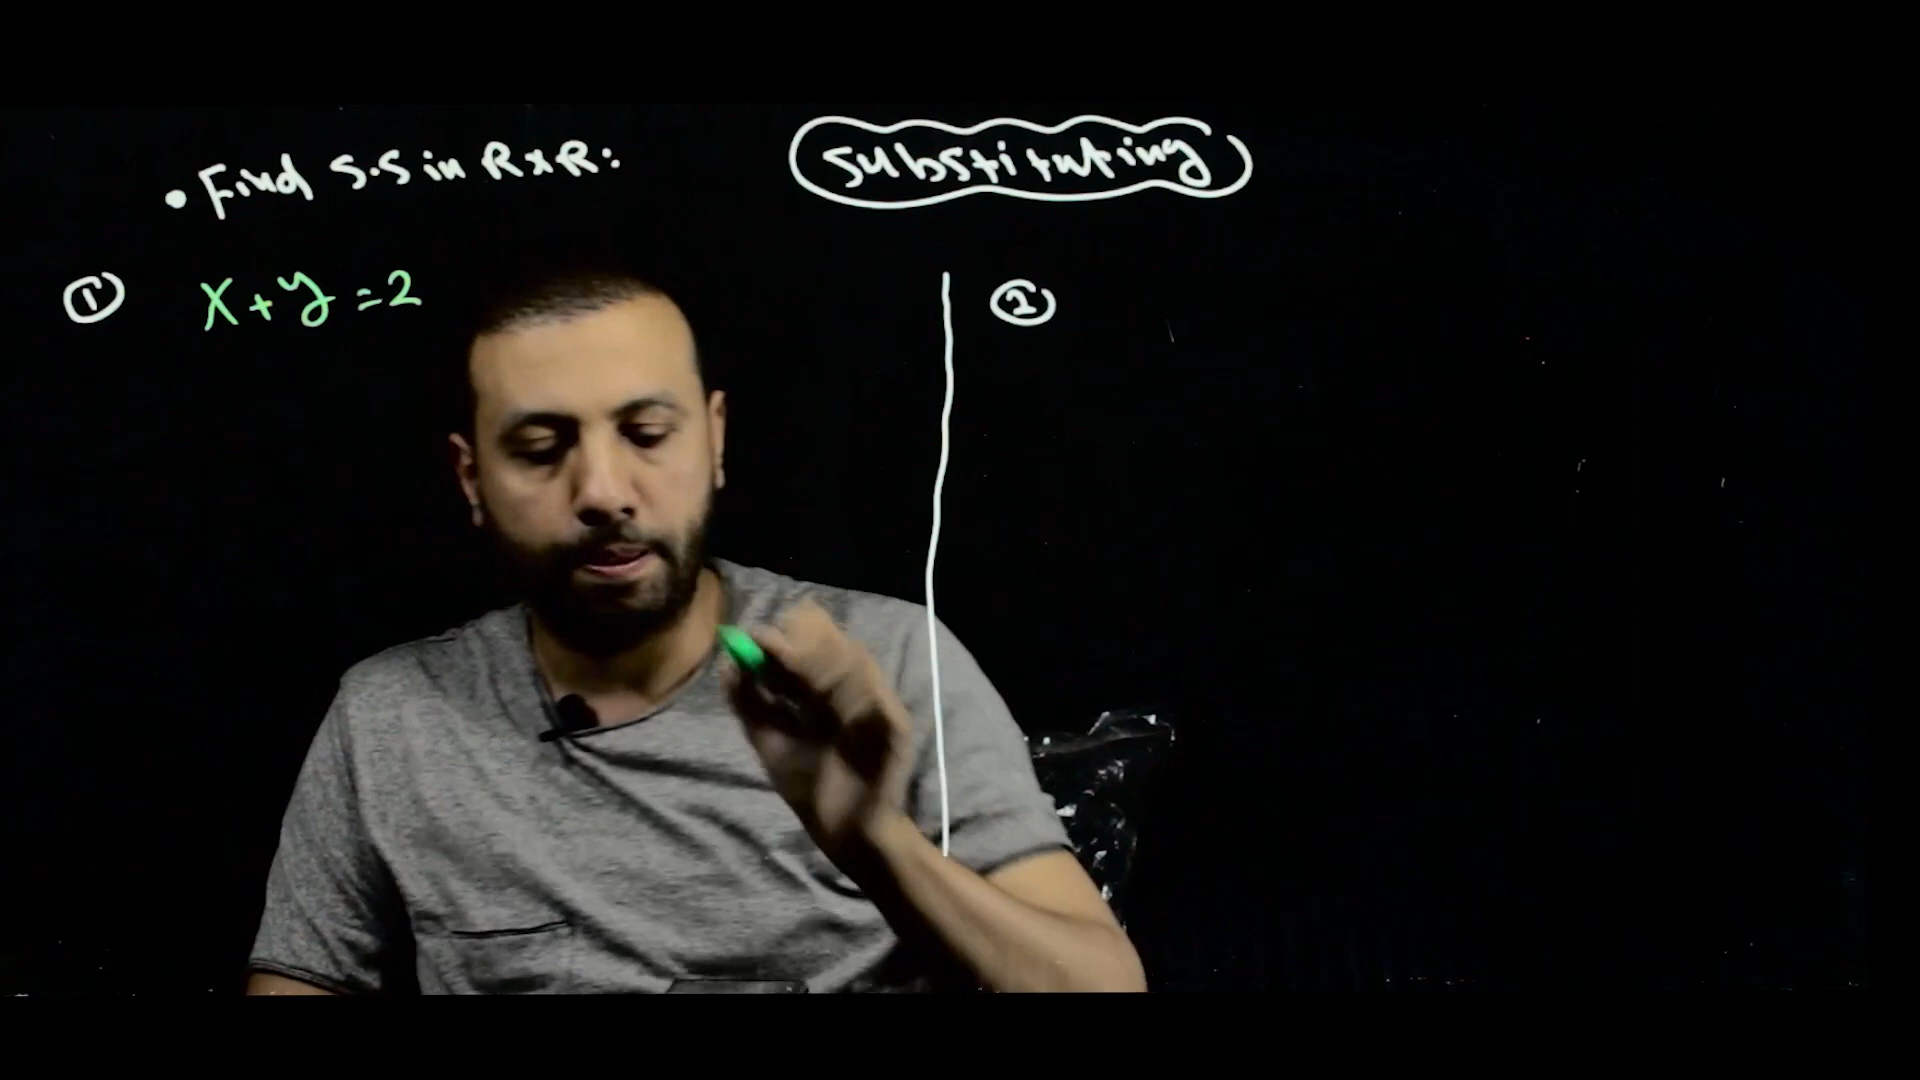 • Find S.S in R×R:
substituting
① x + y = 2
②